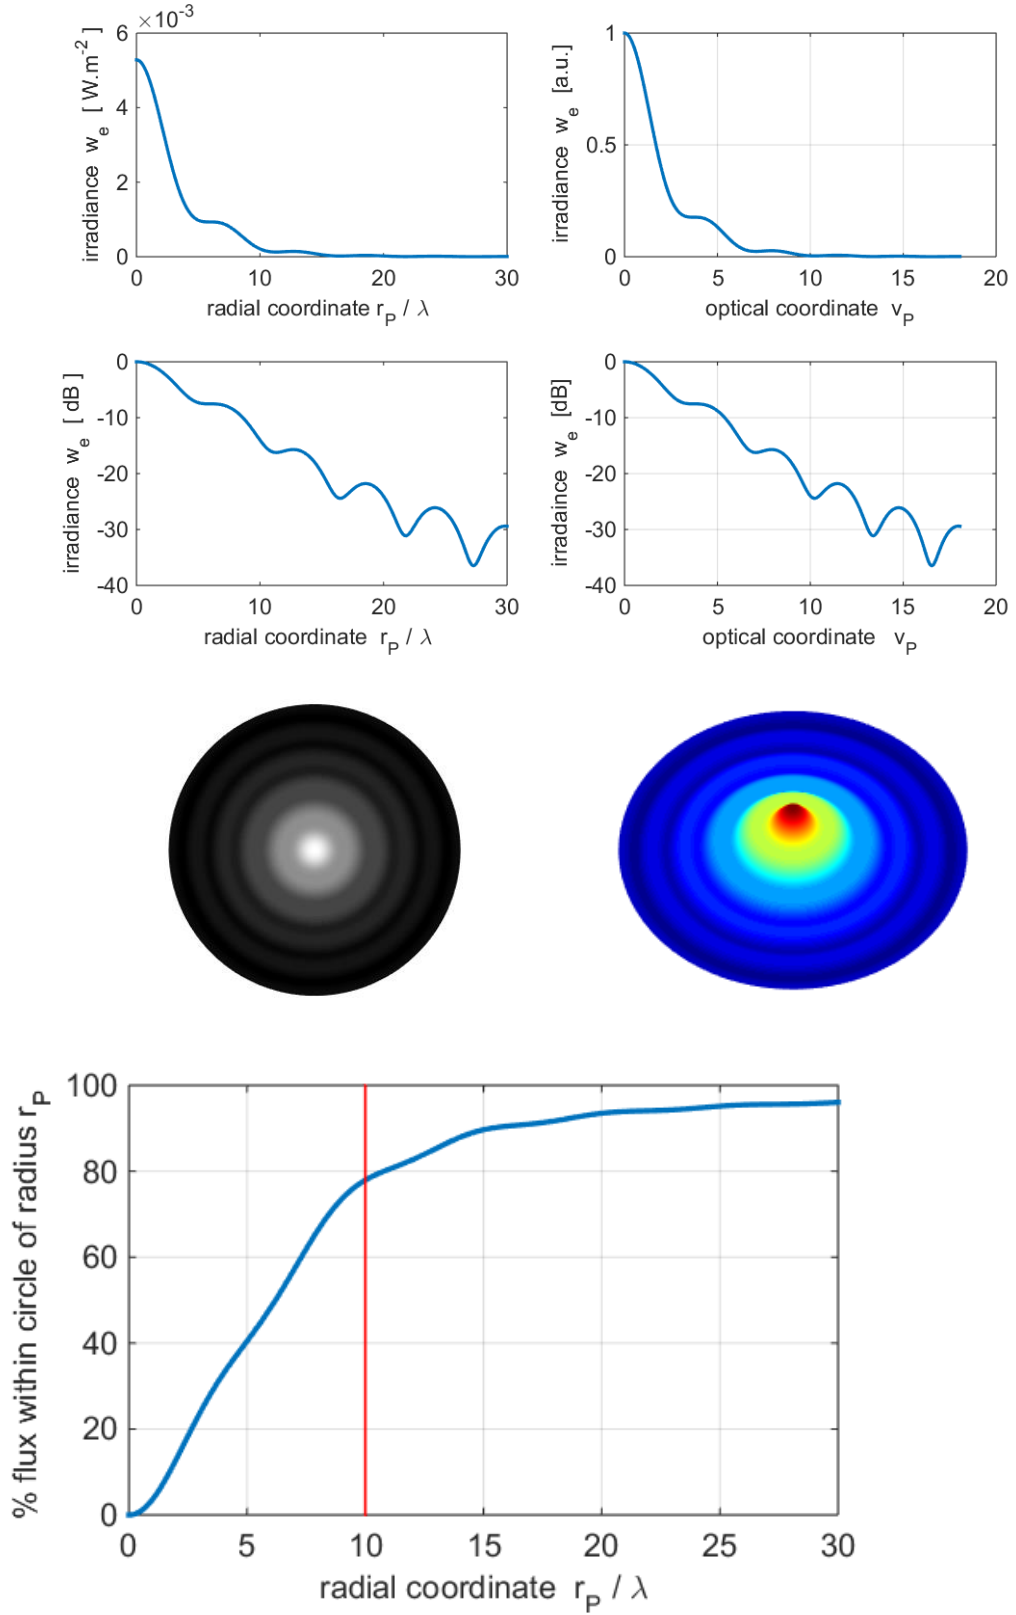 ×10⁻³
6
4
2
0
irradiance wₑ [ W.m⁻² ]
0 10 20 30
radial coordinate r_P / λ
1
0.5
0
irradiance wₑ [a.u.]
0 5 10 15 20
optical coordinate v_P
0
-10
-20
-30
-40
irradiance wₑ [ dB ]
0 10 20 30
radial coordinate r_P / λ
0
-10
-20
-30
-40
irradaince wₑ [dB]
0 5 10 15 20
optical coordinate v_P
100
80
60
40
20
0
% flux within circle of radius r_P
0 5 10 15 20 25 30
radial coordinate r_P / λ